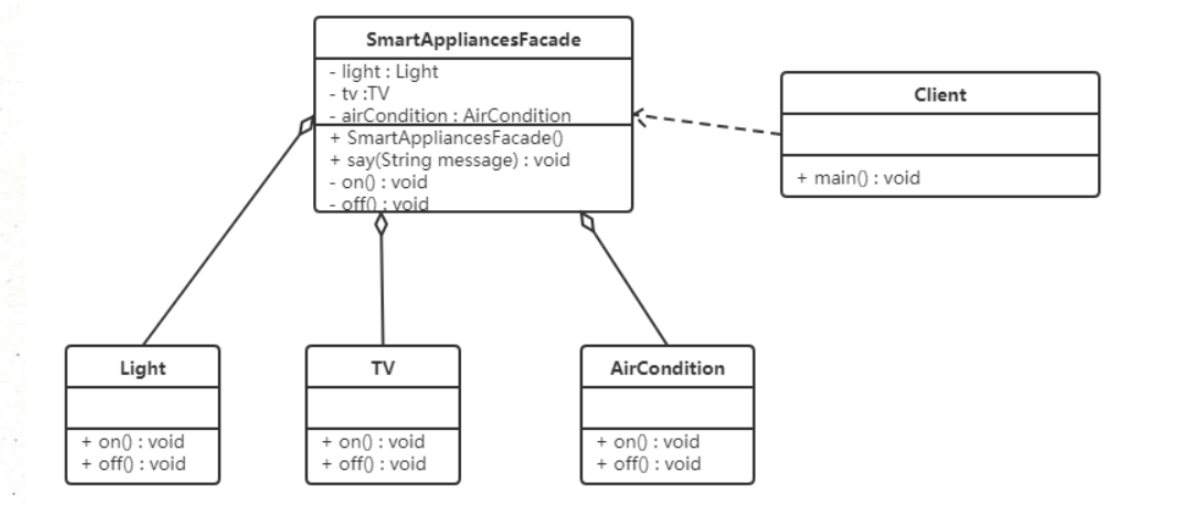 SmartAppliancesFacade
- light : Light
- tv :TV
- airCondition : AirCondition
+ SmartAppliancesFacade()
+ say(String message) : void
- on() : void
- off() : void
Client
+ main() : void
Light
+ on() : void
+ off() : void
TV
+ on() : void
+ off() : void
AirCondition
+ on() : void
+ off() : void